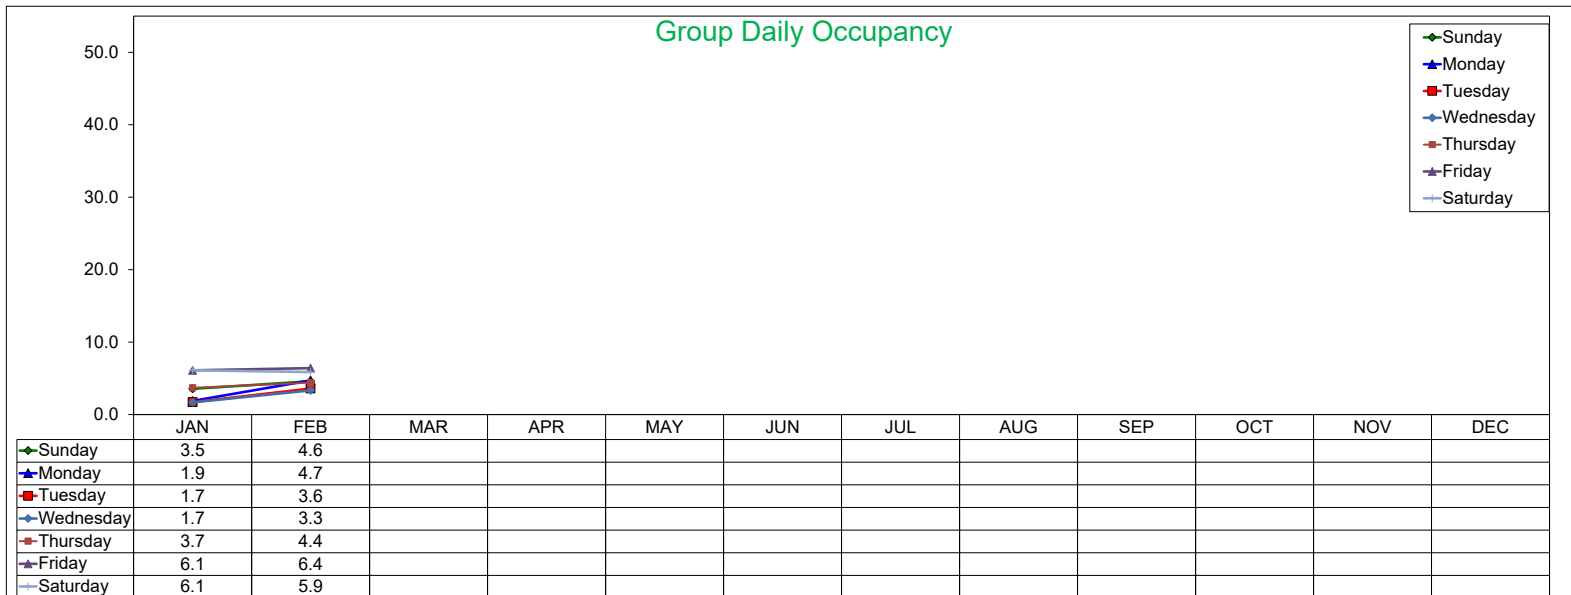 Group Daily Occupancy
50.0
40.0
30.0
20.0
10.0
0.0
Sunday
Monday
Tuesday
Wednesday
Thursday
Friday
Saturday
JAN FEB MAR APR MAY JUN JUL AUG SEP OCT NOV DEC
Sunday 3.5 4.6
Monday 1.9 4.7
Tuesday 1.7 3.6
Wednesday 1.7 3.3
Thursday 3.7 4.4
Friday 6.1 6.4
Saturday 6.1 5.9